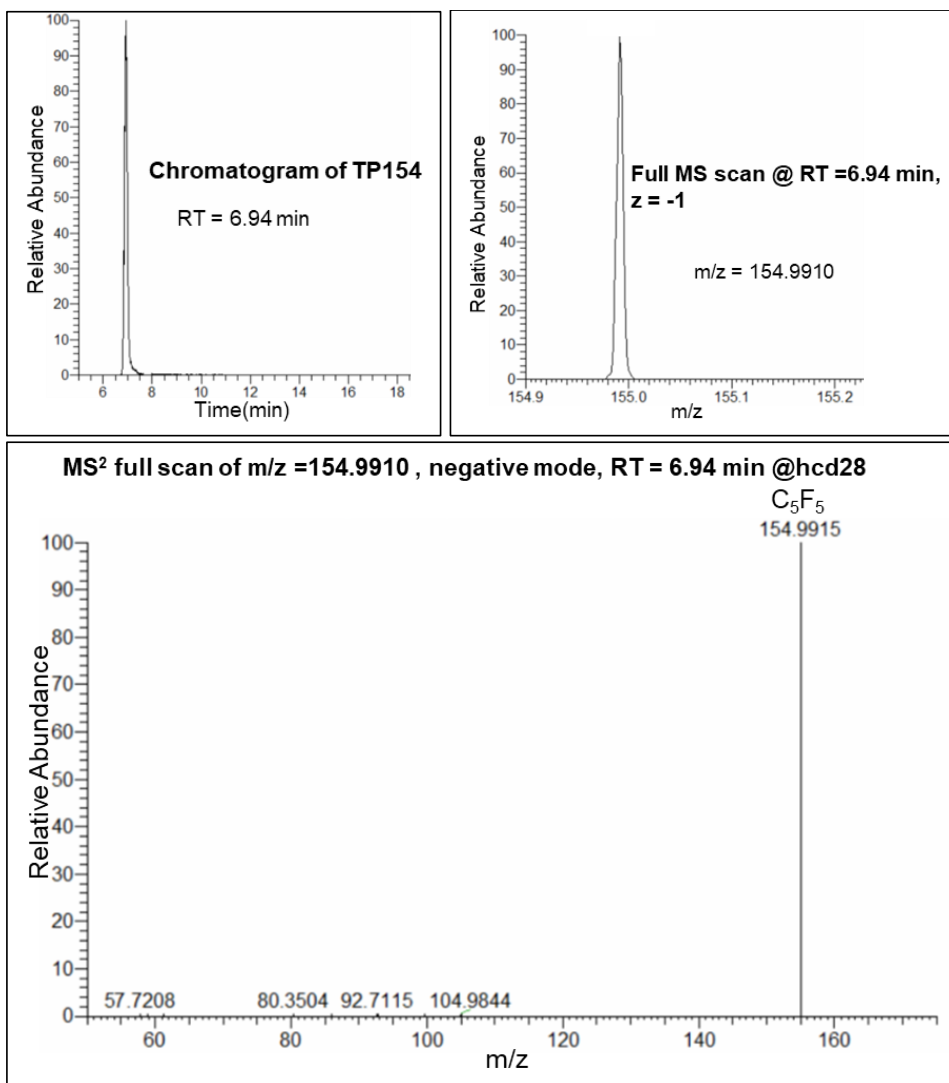 Relative Abundance
100
90
80
70
60
50
40
30
20
10
0
Chromatogram of TP154
RT = 6.94 min
6 8 10 12 14 16 18
Time(min)
Relative Abundance
100
90
80
70
60
50
40
30
20
10
0
Full MS scan @ RT =6.94 min,
z = -1
m/z = 154.9910
154.9 155.0 155.1 155.2
m/z
MS² full scan of m/z =154.9910 , negative mode, RT = 6.94 min @hcd28
C₅F₅
154.9915
Relative Abundance
100
90
80
70
60
50
40
30
20
10
0
57.7208 80.3504 92.7115 104.9844
60 80 100 120 140 160
m/z